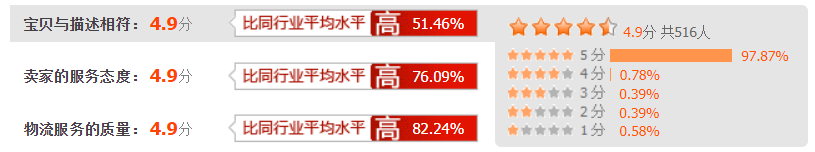 宝贝与描述相符： 4.9分 比同行业平均水平 高 51.46%
卖家的服务态度： 4.9分 比同行业平均水平 高 76.09%
物流服务的质量： 4.9分 比同行业平均水平 高 82.24%
4.9分 共516人
5 分 97.87%
4 分 0.78%
3 分 0.39%
2 分 0.39%
1 分 0.58%